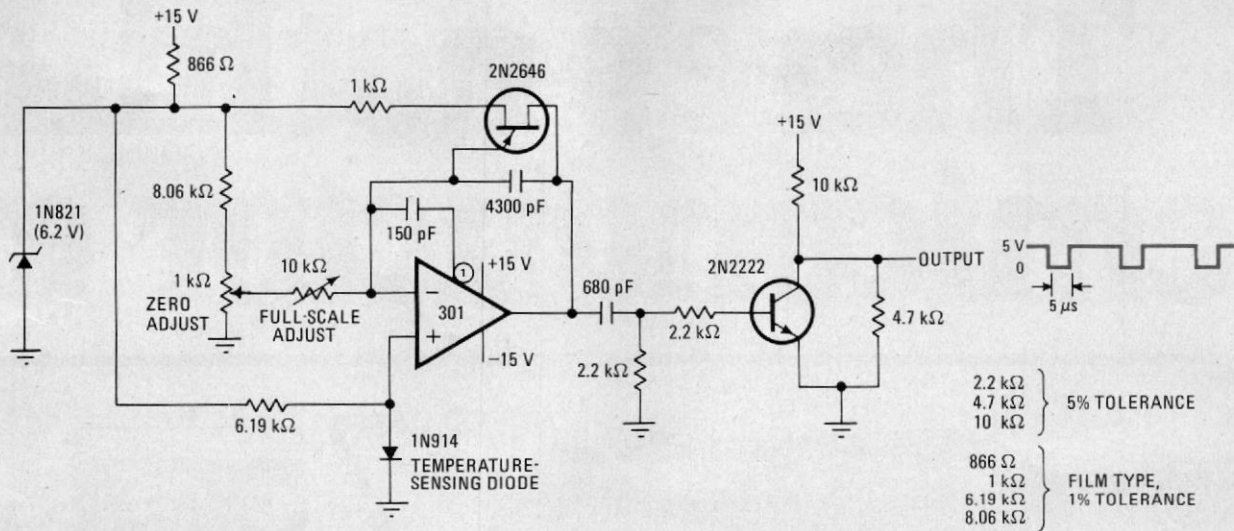 +15 V
866 Ω
1 kΩ
2N2646
+15 V
8.06 kΩ
10 kΩ
4300 pF
1N821
(6.2 V)
150 pF
1 kΩ
10 kΩ
1
+15 V
2N2222
OUTPUT
5 V
0
ZERO
ADJUST
FULL-SCALE
ADJUST
−
301
680 pF
5 μs
+
−15 V
2.2 kΩ
4.7 kΩ
2.2 kΩ
6.19 kΩ
1N914
TEMPERATURE-
SENSING DIODE
2.2 kΩ
4.7 kΩ
10 kΩ
5% TOLERANCE
866 Ω
1 kΩ
6.19 kΩ
8.06 kΩ
FILM TYPE,
1% TOLERANCE